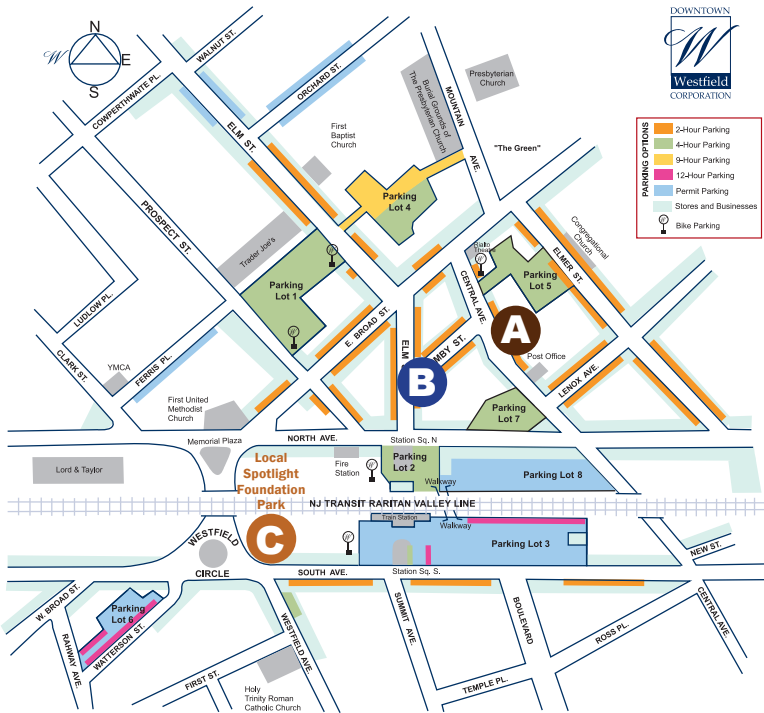 N
W
E
S
DOWNTOWN
W
Westfield
CORPORATION
PARKING OPTIONS
2-Hour Parking
4-Hour Parking
9-Hour Parking
12-Hour Parking
Permit Parking
Stores and Businesses
Bike Parking
WALNUT ST.
COWPERTHWAITE PL.
ORCHARD ST.
ELM ST.
Burial Grounds of
The Presbyterian Church
MOUNTAIN
AVE.
Presbyterian
Church
First
Baptist
Church
"The Green"
Parking
Lot 4
PROSPECT ST.
Trader Joe's
Rialto
Theatre
Congregational
Church
ELMER ST.
Parking
Lot 1
Parking
Lot 5
CENTRAL AVE.
LUDLOW PL.
E. BROAD ST.
A
ELM
MBY ST.
B
CLARK ST.
YMCA
FERRIS PL.
Post Office
LENOX AVE.
First United
Methodist
Church
Parking
Lot 7
Memorial Plaza
NORTH AVE.
Station Sq. N
Lord & Taylor
Local
Spotlight
Foundation
Park
Fire
Station
Parking
Lot 2
Walkway
Parking Lot 8
NJ TRANSIT RARITAN VALLEY LINE
Train Station
Walkway
C
WESTFIELD
CIRCLE
Parking Lot 3
SOUTH AVE.
Station Sq. S.
NEW ST.
W. BROAD ST.
Parking
Lot 6
RAHWAY AVE.
WATTERSON ST.
WESTFIELD AVE.
SUMMIT AVE.
BOULEVARD
ROSS PL.
CENTRAL AVE.
FIRST ST.
TEMPLE PL.
Holy
Trinity Roman
Catholic Church